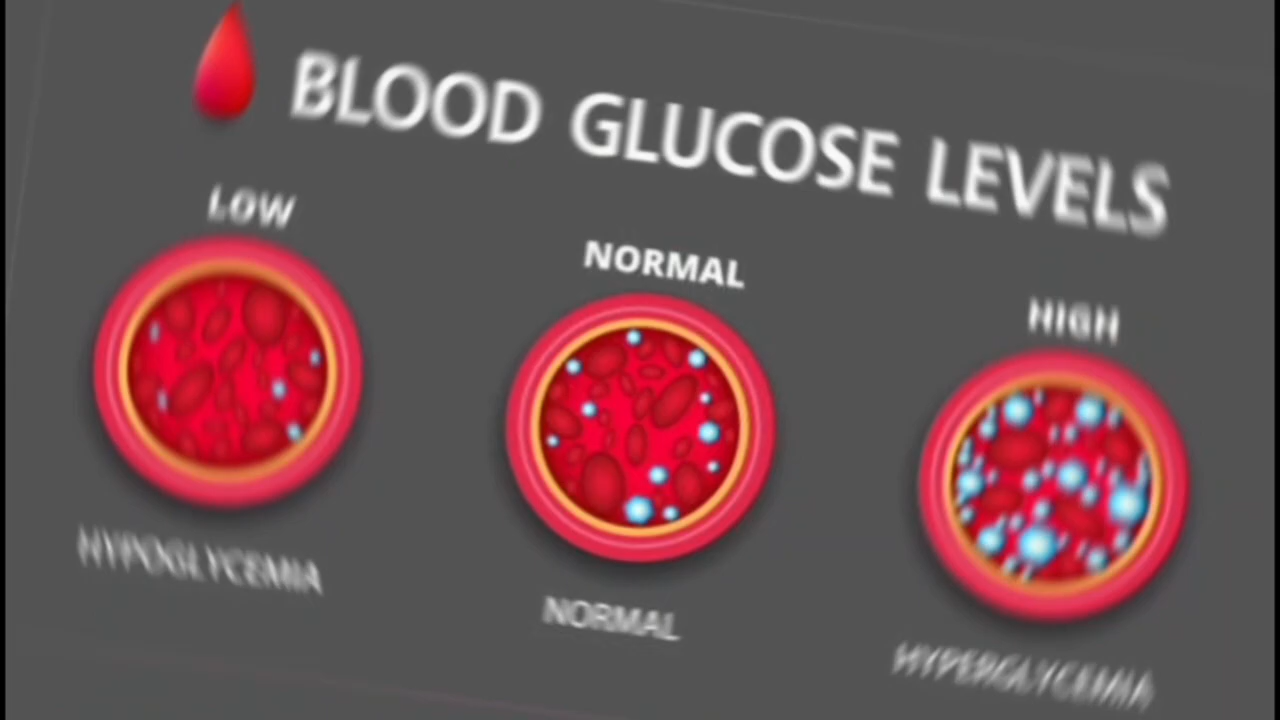 BLOOD GLUCOSE LEVELS
LOW
NORMAL
HIGH
HYPOGLYCEMIA
NORMAL
HYPERGLYCEMIA